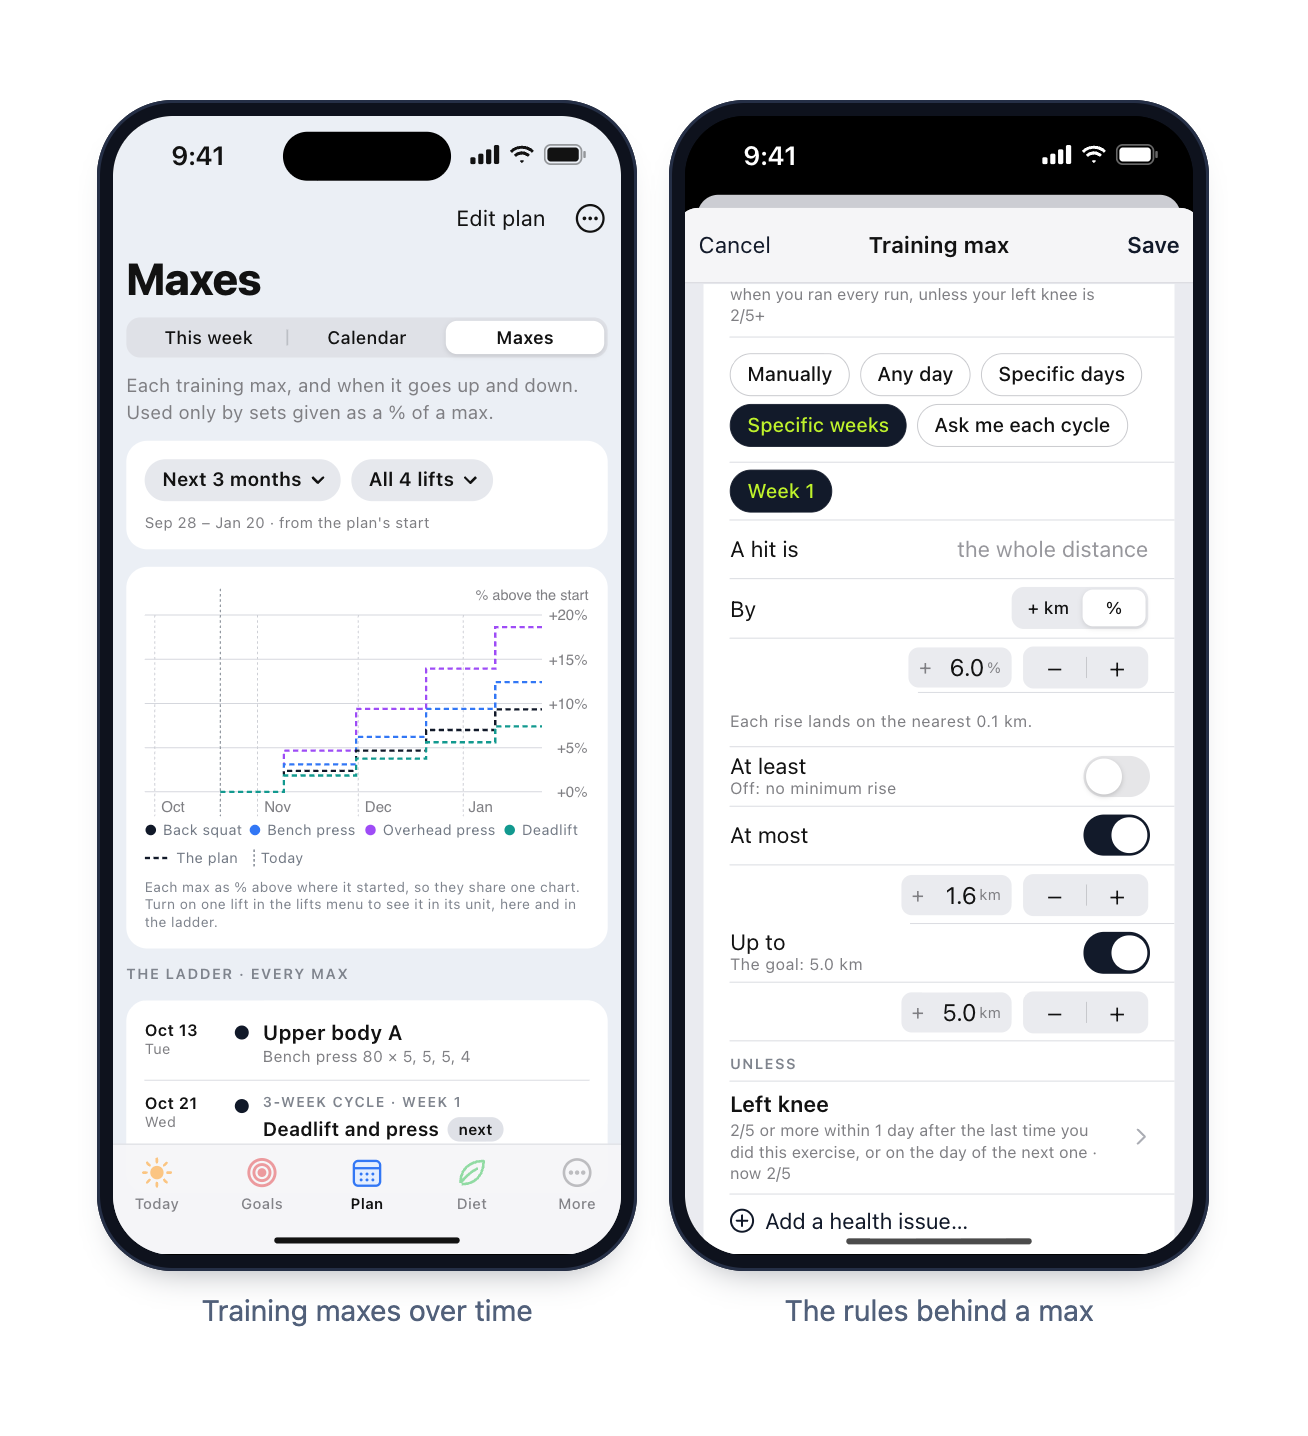 9:41
Edit plan
Maxes
This week
Calendar
Maxes
Each training max, and when it goes up and down.
Used only by sets given as a % of a max.
Next 3 months
All 4 lifts
Sep 28 – Jan 20 · from the plan's start
% above the start
+20%
+15%
+10%
+5%
+0%
Oct
Nov
Dec
Jan
Back squat
Bench press
Overhead press
Deadlift
The plan
Today
Each max as % above where it started, so they share one chart.
Turn on one lift in the lifts menu to see it in its unit, here and in
the ladder.
THE LADDER · EVERY MAX
Oct 13
Tue
Upper body A
Bench press 80 × 5, 5, 5, 4
Oct 21
Wed
3-WEEK CYCLE · WEEK 1
Deadlift and press
next
Today
Goals
Plan
Diet
More
Training maxes over time
9:41
Cancel
Training max
Save
when you ran every run, unless your left knee is
2/5+
Manually
Any day
Specific days
Specific weeks
Ask me each cycle
Week 1
A hit is
the whole distance
By
+ km
%
+ 6.0 %
− +
Each rise lands on the nearest 0.1 km.
At least
Off: no minimum rise
At most
+ 1.6 km
− +
Up to
The goal: 5.0 km
+ 5.0 km
− +
UNLESS
Left knee
2/5 or more within 1 day after the last time you
did this exercise, or on the day of the next one ·
now 2/5
Add a health issue...
The rules behind a max